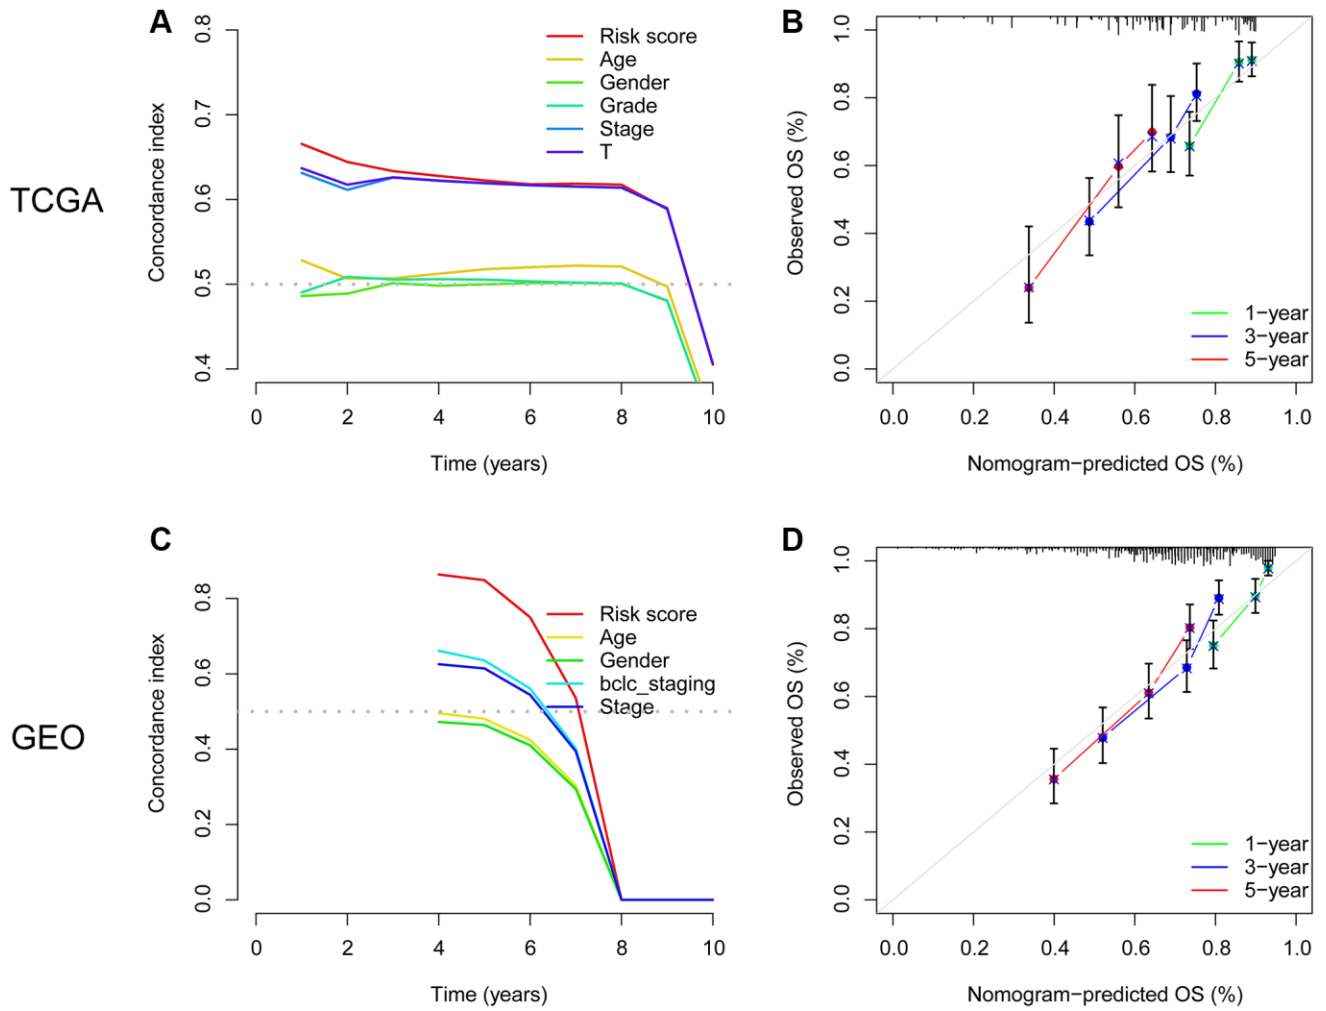 TCGA
A
Concordance index
0.8
0.7
0.6
0.5
0.4
Risk score
Age
Gender
Grade
Stage
T
0 2 4 6 8 10
Time (years)
B
Observed OS (%)
1.0
0.8
0.6
0.4
0.2
0.0
1−year
3−year
5−year
0.0 0.2 0.4 0.6 0.8 1.0
Nomogram−predicted OS (%)
GEO
C
Concordance index
0.8
0.6
0.4
0.2
0.0
Risk score
Age
Gender
bclc_staging
Stage
0 2 4 6 8 10
Time (years)
D
Observed OS (%)
1.0
0.8
0.6
0.4
0.2
0.0
1−year
3−year
5−year
0.0 0.2 0.4 0.6 0.8 1.0
Nomogram−predicted OS (%)